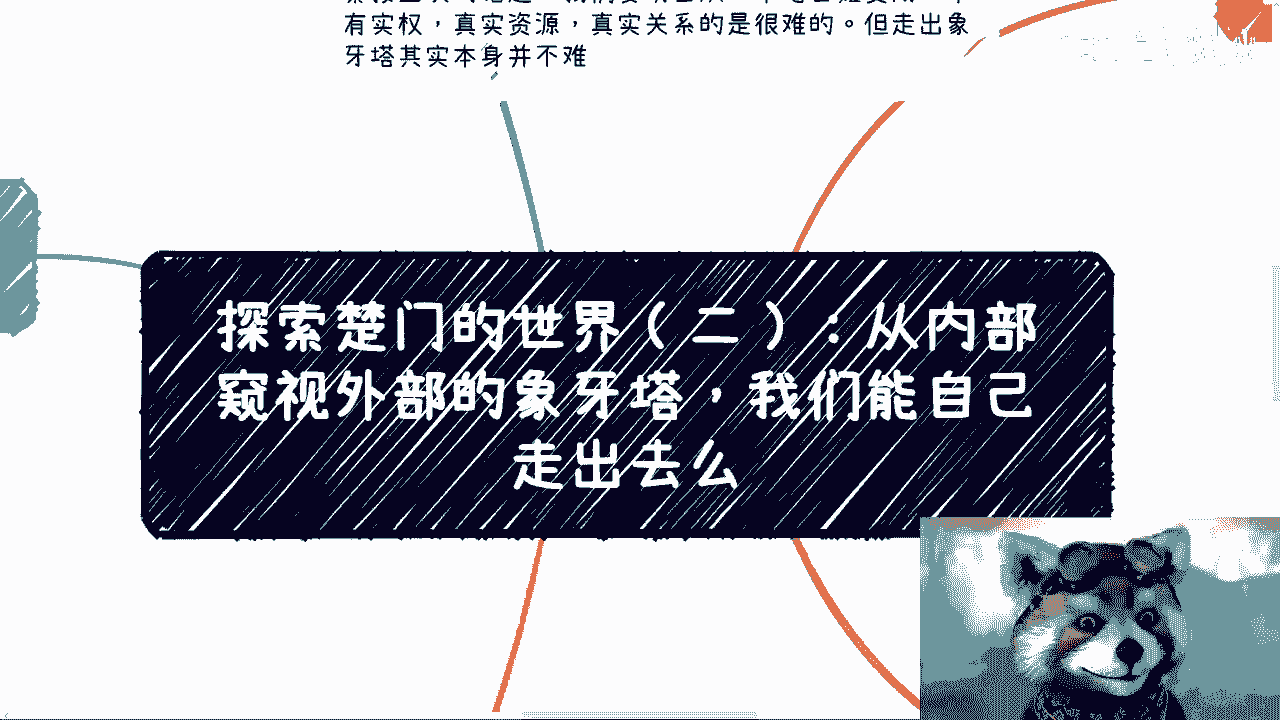 有实权，真实资源，真实关系的是很难的。但走出象
牙塔其实本身并不难
探索楚门的世界（二）：从内部
窥视外部的象牙塔，我们能自己
走出去么